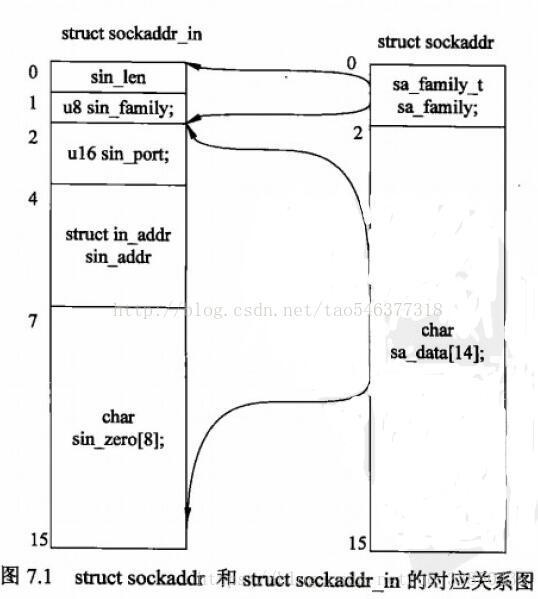 struct sockaddr_in
struct sockaddr
0
sin_len
1
u8 sin_family;
2
u16 sin_port;
4
struct in_addr
sin_addr
7
char
sin_zero[8];
15
0
sa_family_t
sa_family;
2
char
sa_data[14];
15
http://blog.csdn.net/tao546377318
图 7.1 struct sockaddr 和 struct sockaddr_in 的对应关系图